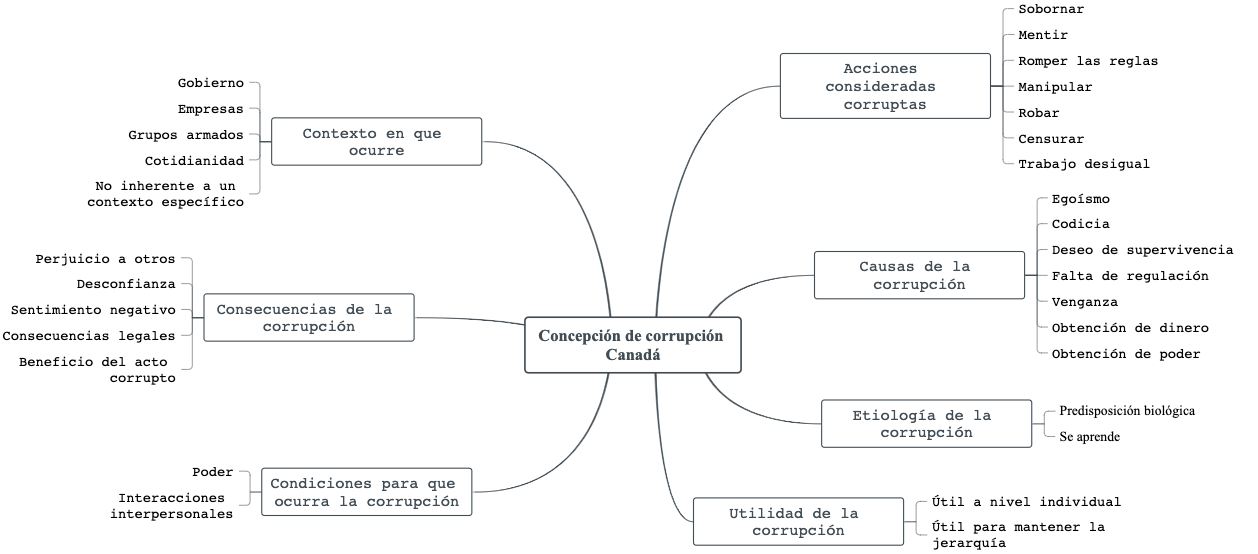 Concepción de corrupción
Canadá
Acciones
consideradas
corruptas
Sobornar
Mentir
Romper las reglas
Manipular
Robar
Censurar
Trabajo desigual
Causas de la
corrupción
Egoísmo
Codicia
Deseo de supervivencia
Falta de regulación
Venganza
Obtención de dinero
Obtención de poder
Etiología de la
corrupción
Predisposición biológica
Se aprende
Utilidad de la
corrupción
Útil a nivel individual
Útil para mantener la
jerarquía
Contexto en que
ocurre
Gobierno
Empresas
Grupos armados
Cotidianidad
No inherente a un
contexto específico
Consecuencias de la
corrupción
Perjuicio a otros
Desconfianza
Sentimiento negativo
Consecuencias legales
Beneficio del acto
corrupto
Condiciones para que
ocurra la corrupción
Poder
Interacciones
interpersonales